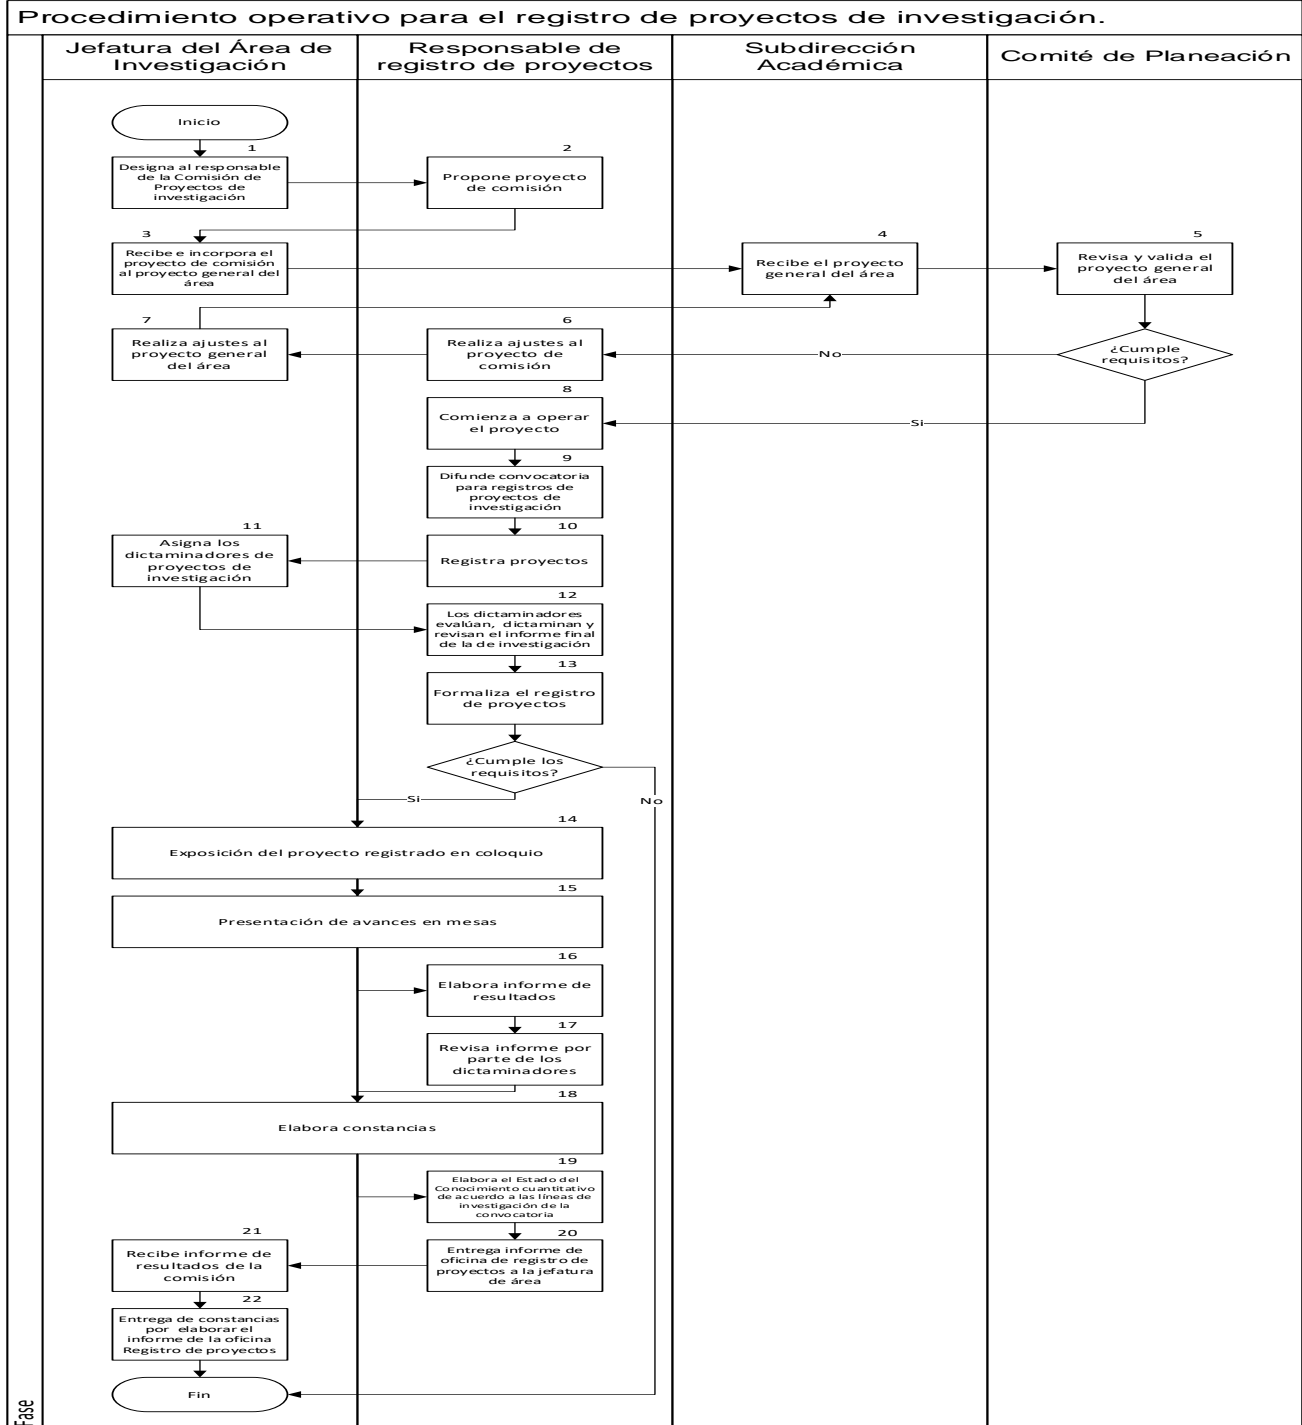 Procedimiento operativo para el registro de proyectos de investigación.
Jefatura del Área de
Investigación
Responsable de
registro de proyectos
Subdirección
Académica
Comité de Planeación
Inicio
1
Designa al responsable
de la Comisión de
Proyectos de
investigación
2
Propone proyecto
de comisión
3
Recibe e incorpora el
proyecto de comisión
al proyecto general del
área
4
Recibe el proyecto
general del área
5
Revisa y valida el
proyecto general
del área
7
Realiza ajustes al
proyecto general
del área
6
Realiza ajustes al
proyecto de
comisión
No
¿Cumple
requisitos?
8
Comienza a operar
el proyecto
Si
9
Difunde convocatoria
para registros de
proyectos de
investigación
10
Registra proyectos
11
Asigna los
dictaminadores de
proyectos de
investigación
12
Los dictaminadores
evalúan, dictaminan y
revisan el informe final
de la de investigación
13
Formaliza el registro
de proyectos
¿Cumple los
requisitos?
Si
No
14
Exposición del proyecto registrado en coloquio
15
Presentación de avances en mesas
16
Elabora informe de
resultados
17
Revisa informe por
parte de los
dictaminadores
18
Elabora constancias
19
Elabora el Estado del
Conocimiento cuantitativo
de acuerdo a las líneas de
investigación de la
convocatoria
20
Entrega informe de
oficina de registro de
proyectos a la jefatura
de área
21
Recibe informe de
resultados de la
comisión
22
Entrega de constancias
por elaborar el
informe de la oficina
Registro de proyectos
Fin
Fase